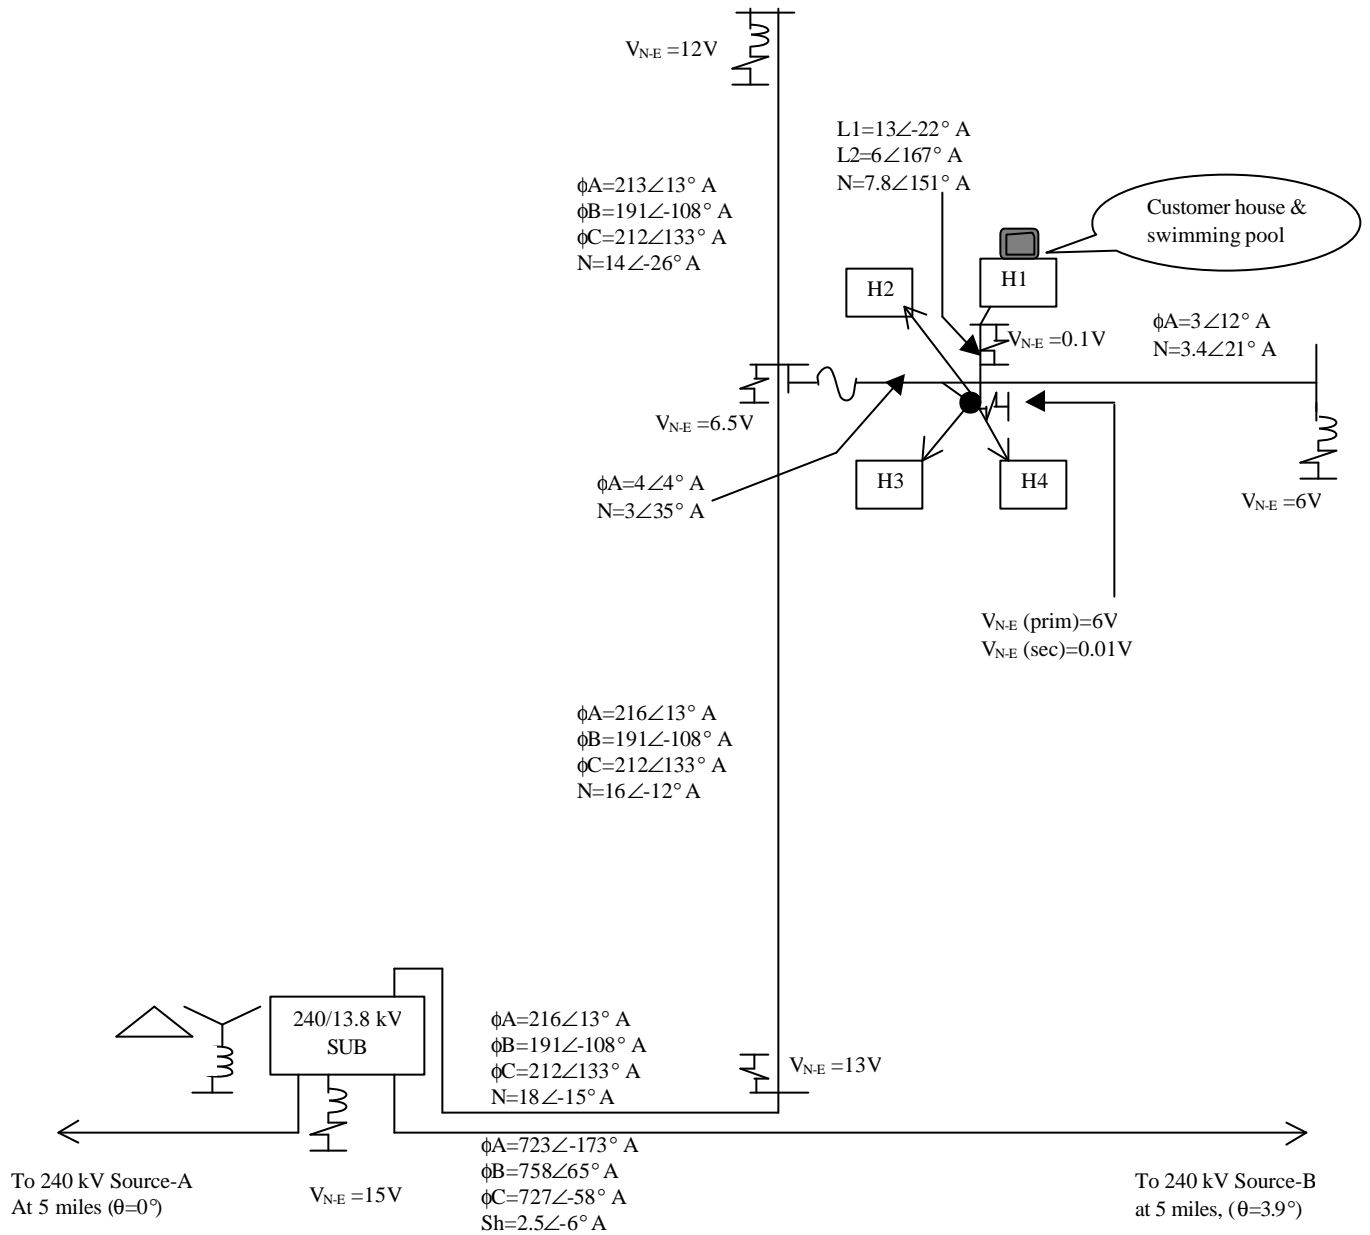 V_N-E =12V
L1=13∠-22° A
L2=6∠167° A
N=7.8∠151° A
ϕA=213∠13° A
ϕB=191∠-108° A
ϕC=212∠133° A
N=14∠-26° A
Customer house &
swimming pool
H2
H1
V_N-E =0.1V
ϕA=3∠12° A
N=3.4∠21° A
V_N-E =6.5V
ϕA=4∠4° A
N=3∠35° A
H3
H4
V_N-E =6V
V_N-E (prim)=6V
V_N-E (sec)=0.01V
ϕA=216∠13° A
ϕB=191∠-108° A
ϕC=212∠133° A
N=16∠-12° A
240/13.8 kV
SUB
ϕA=216∠13° A
ϕB=191∠-108° A
ϕC=212∠133° A
N=18∠-15° A
V_N-E =13V
ϕA=723∠-173° A
ϕB=758∠65° A
ϕC=727∠-58° A
Sh=2.5∠-6° A
To 240 kV Source-A
At 5 miles (θ=0°)
V_N-E =15V
To 240 kV Source-B
at 5 miles, (θ=3.9°)